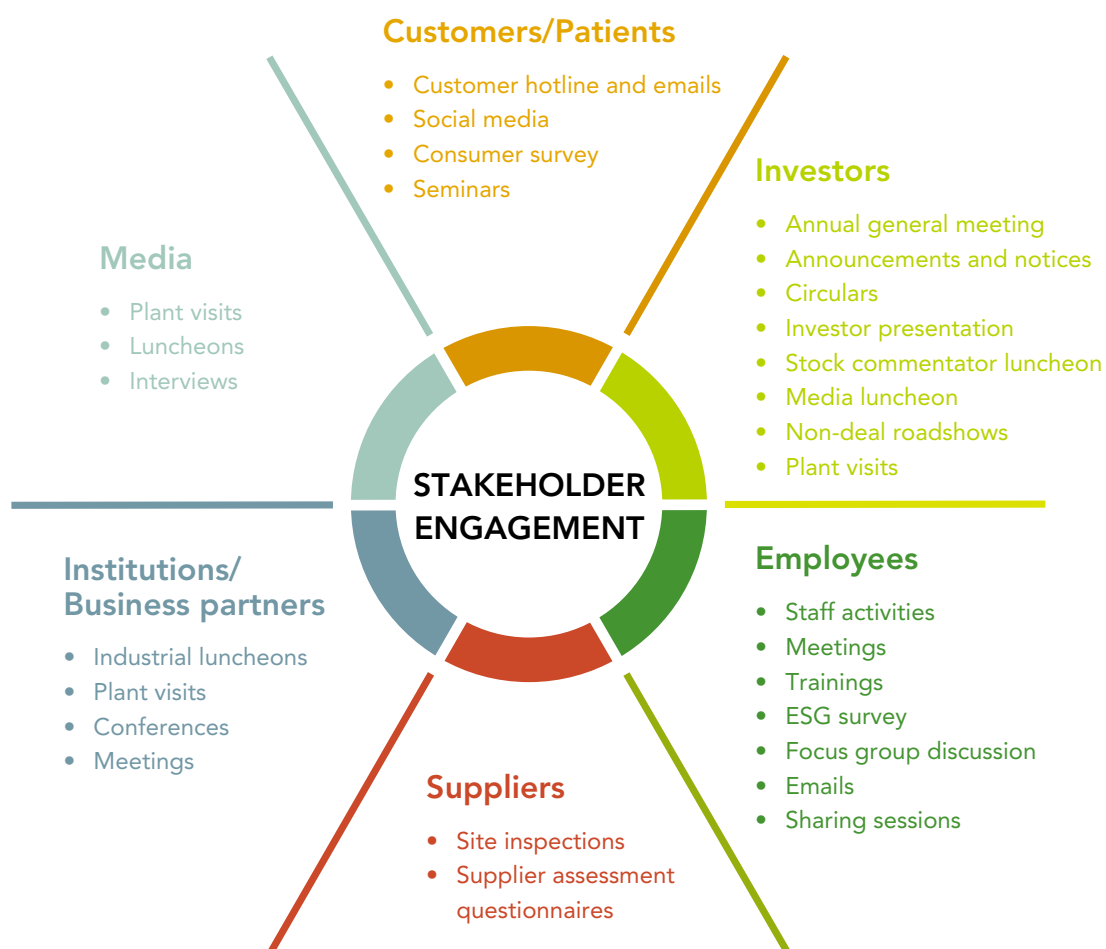 Customers/Patients
• Customer hotline and emails
• Social media
• Consumer survey
• Seminars
Investors
• Annual general meeting
• Announcements and notices
• Circulars
• Investor presentation
• Stock commentator luncheon
• Media luncheon
• Non-deal roadshows
• Plant visits
Media
• Plant visits
• Luncheons
• Interviews
STAKEHOLDER
ENGAGEMENT
Institutions/
Business partners
• Industrial luncheons
• Plant visits
• Conferences
• Meetings
Employees
• Staff activities
• Meetings
• Trainings
• ESG survey
• Focus group discussion
• Emails
• Sharing sessions
Suppliers
• Site inspections
• Supplier assessment
questionnaires